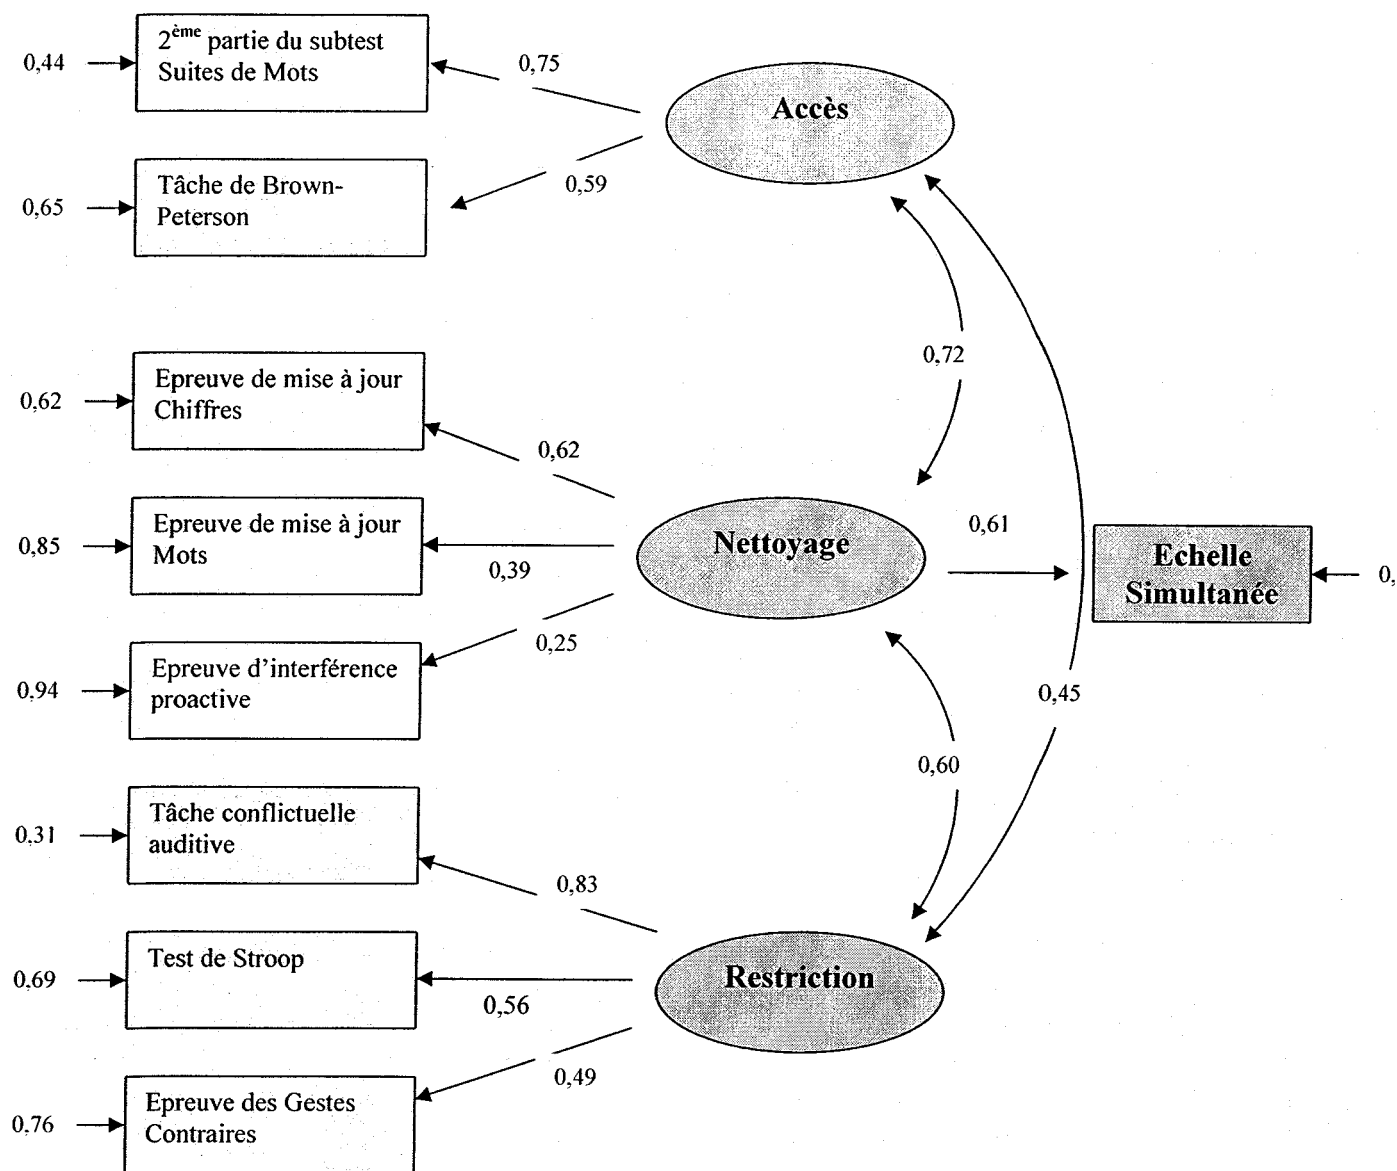 2ème partie du subtest
Suites de Mots
0,44
0,75
Accès
Tâche de Brown-
Peterson
0,65
0,59
0,72
Epreuve de mise à jour
Chiffres
0,62
0,62
Epreuve de mise à jour
Mots
0,85
0,39
Nettoyage
0,61
Echelle
Simultanée
0,
Epreuve d'interférence
proactive
0,94
0,25
0,45
0,60
Tâche conflictuelle
auditive
0,31
0,83
Test de Stroop
0,69
0,56
Restriction
Epreuve des Gestes
Contraires
0,76
0,49